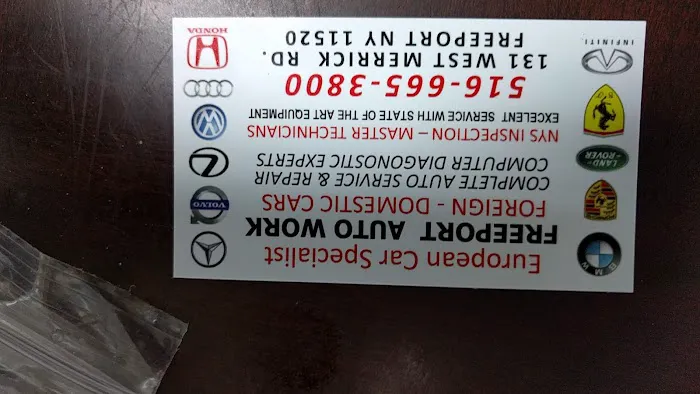 European Car Specialist
FREEPORT AUTO WORK
FOREIGN - DOMESTIC CARS
COMPLETE AUTO SERVICE & REPAIR
COMPUTER DIAGONOSTIC EXPERTS
NYS INSPECTION – MASTER TECHNICIANS
EXCELLENT SERVICE WITH STATE OF THE ART EQUIPMENT
516-665-3800
131 WEST MERRICK RD.
FREEPORT NY 11520
BMW
LAND-
ROVER
INFINITI
VOLVO
HONDA